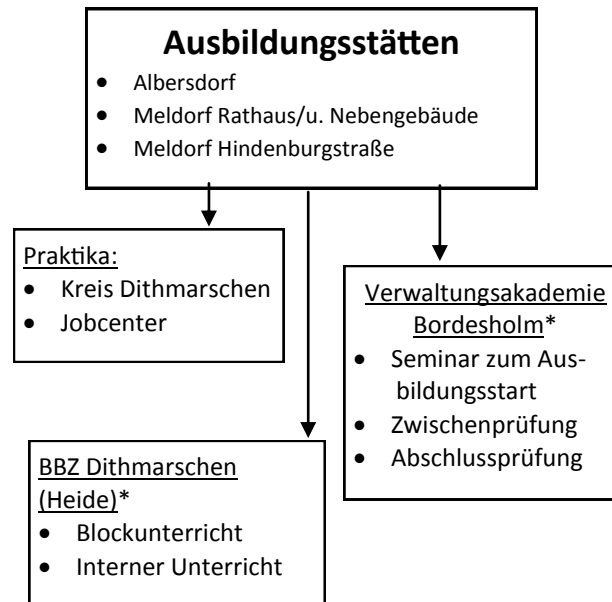 Ausbildungsstätten
• Albersdorf
• Meldorf Rathaus/u. Nebengebäude
• Meldorf Hindenburgstraße
Praktika:
• Kreis Dithmarschen
• Jobcenter
Verwaltungsakademie
Bordesholm*
• Seminar zum Aus-
bildungsstart
• Zwischenprüfung
• Abschlussprüfung
BBZ Dithmarschen
(Heide)*
• Blockunterricht
• Interner Unterricht